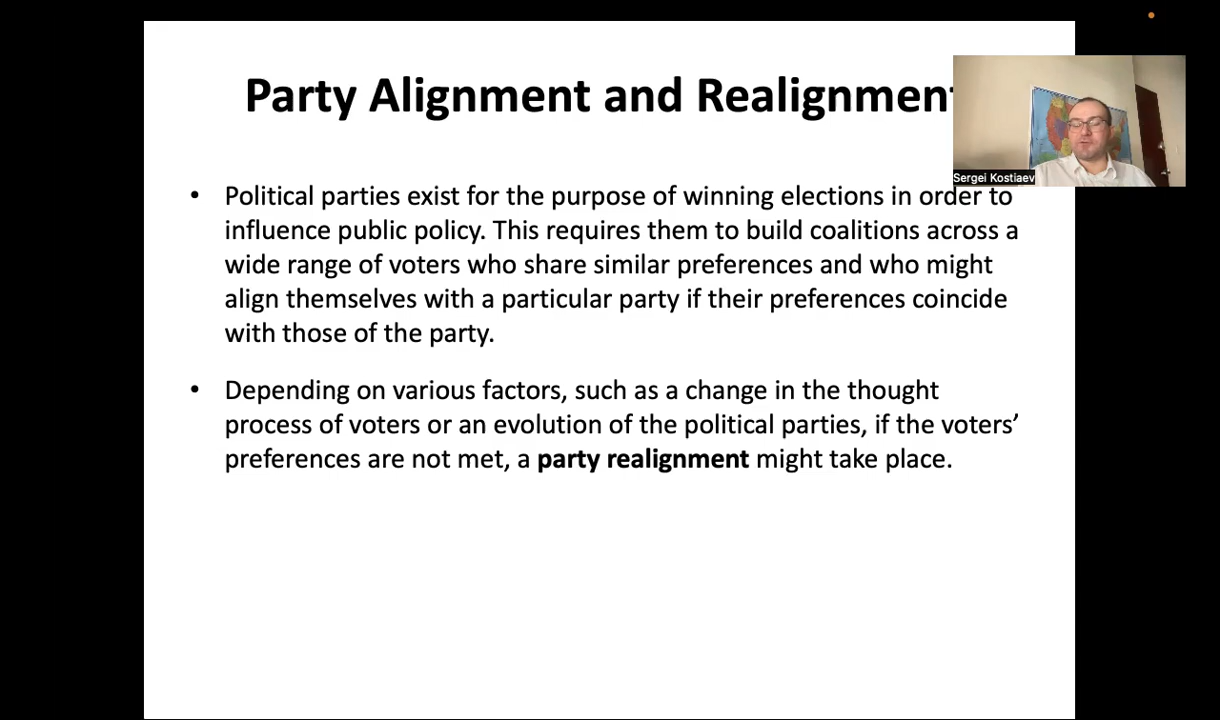 Party Alignment and Realignment
Sergei Kostiaev
• Political parties exist for the purpose of winning elections in order to
influence public policy. This requires them to build coalitions across a
wide range of voters who share similar preferences and who might
align themselves with a particular party if their preferences coincide
with those of the party.
• Depending on various factors, such as a change in the thought
process of voters or an evolution of the political parties, if the voters’
preferences are not met, a party realignment might take place.